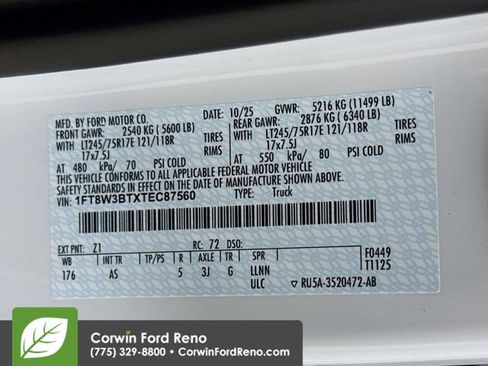 MFD. BY FORD MOTOR CO. 10/25 GVWR: 5216 KG (11499 LB)
FRONT GAWR: 2540 KG (5600 LB) REAR GAWR: 2876 KG (6340 LB)
WITH LT245/75R17E 121/118R TIRES WITH LT245/75R17E 121/118R TIRES
17x7.5J 17x7.5J
AT 480 kPa/ 70 PSI COLD AT 550 kPa/ 80 PSI COLD
THIS VEHICLE CONFORMS TO ALL APPLICABLE FEDERAL MOTOR VEHICLE
SAFETY STANDARDS IN EFFECT ON THE DATE OF MANUFACTURE SHOWN ABOVE.
VIN: 1FT8W3BTXTEC87560 TYPE: Truck
EXT PNT: Z1 RC: 72 DSO:
WB INT TR TP/PS R AXLE TR SPR F0449
176 AS 5 3J G LLNN T1125
ULC ▽ RU5A-3520472-AB
Corwin Ford Reno
(775) 329-8800 • CorwinFordReno.com